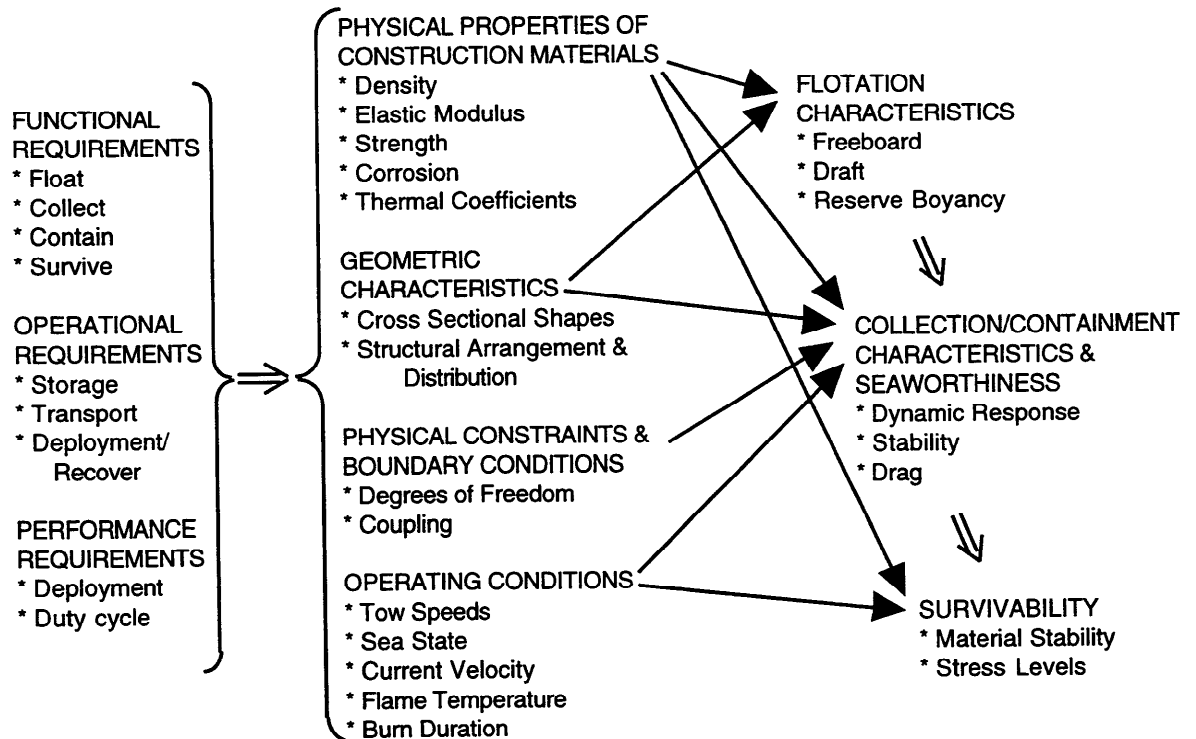 FUNCTIONAL
REQUIREMENTS
* Float
* Collect
* Contain
* Survive
OPERATIONAL
REQUIREMENTS
* Storage
* Transport
* Deployment/
Recover
PERFORMANCE
REQUIREMENTS
* Deployment
* Duty cycle
PHYSICAL PROPERTIES OF
CONSTRUCTION MATERIALS
* Density
* Elastic Modulus
* Strength
* Corrosion
* Thermal Coefficients
GEOMETRIC
CHARACTERISTICS
* Cross Sectional Shapes
* Structural Arrangement &
Distribution
PHYSICAL CONSTRAINTS &
BOUNDARY CONDITIONS
* Degrees of Freedom
* Coupling
OPERATING CONDITIONS
* Tow Speeds
* Sea State
* Current Velocity
* Flame Temperature
* Burn Duration
FLOTATION
CHARACTERISTICS
* Freeboard
* Draft
* Reserve Boyancy
COLLECTION/CONTAINMENT
CHARACTERISTICS &
SEAWORTHINESS
* Dynamic Response
* Stability
* Drag
SURVIVABILITY
* Material Stability
* Stress Levels